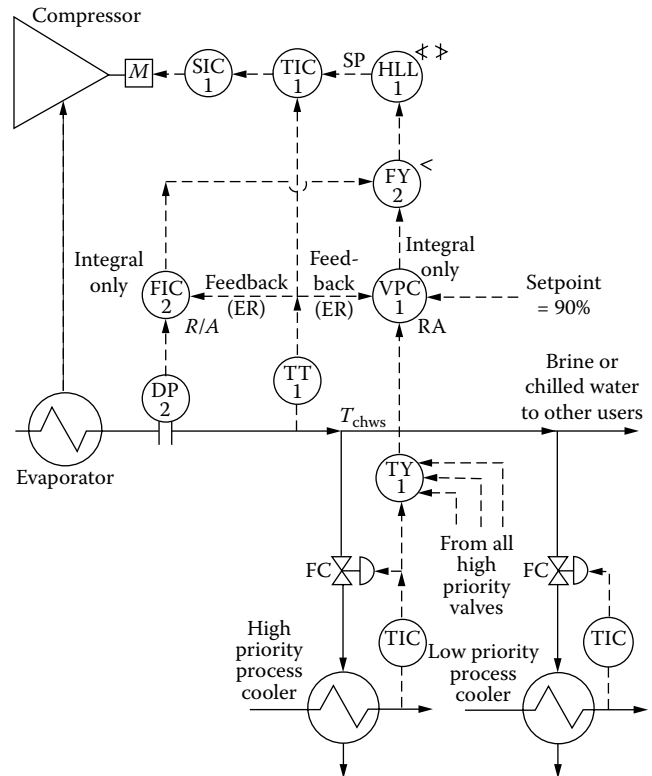 Compressor
M
SIC
1
TIC
1
SP
HLL
1
≮ ≯
FY
2
<
Integral
only
FIC
2
R/A
Feedback
(ER)
Feed-
back
(ER)
Integral
only
VPC
1
RA
Setpoint
= 90%
DP
2
TT
1
Brine or
chilled water
to other users
Tchws
Evaporator
TY
1
From all
high
priority
valves
FC
FC
TIC
TIC
High
priority
process
cooler
Low priority
process
cooler